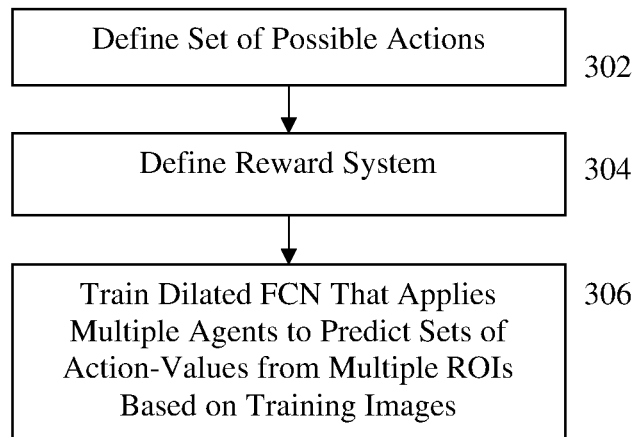 Define Set of Possible Actions
302
Define Reward System
304
Train Dilated FCN That Applies
Multiple Agents to Predict Sets of
Action-Values from Multiple ROIs
Based on Training Images
306